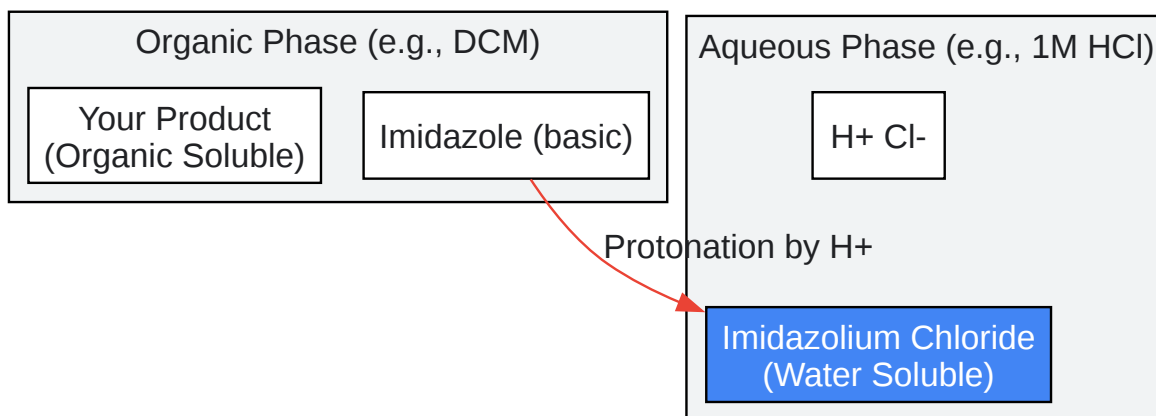 Organic Phase (e.g., DCM)
Your Product
(Organic Soluble)
Imidazole (basic)
Aqueous Phase (e.g., 1M HCl)
H+ Cl-
Protonation by H+
Imidazolium Chloride
(Water Soluble)